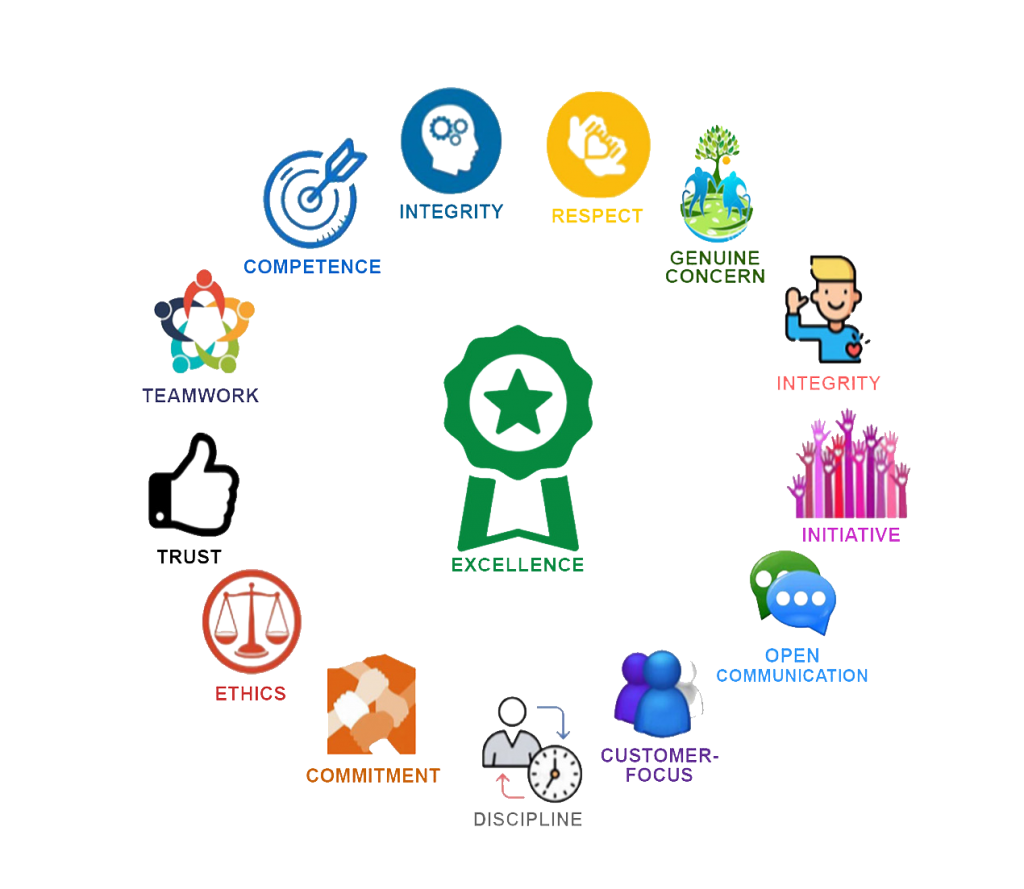 INTEGRITY
RESPECT
GENUINE
CONCERN
COMPETENCE
INTEGRITY
TEAMWORK
INITIATIVE
TRUST
EXCELLENCE
OPEN
COMMUNICATION
ETHICS
CUSTOMER-
FOCUS
COMMITMENT
DISCIPLINE